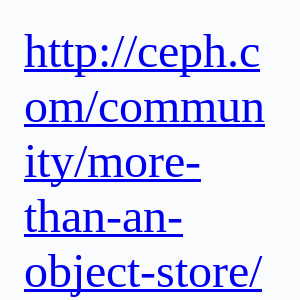 http://ceph.c
om/commun
ity/more-
than-an-
object-store/